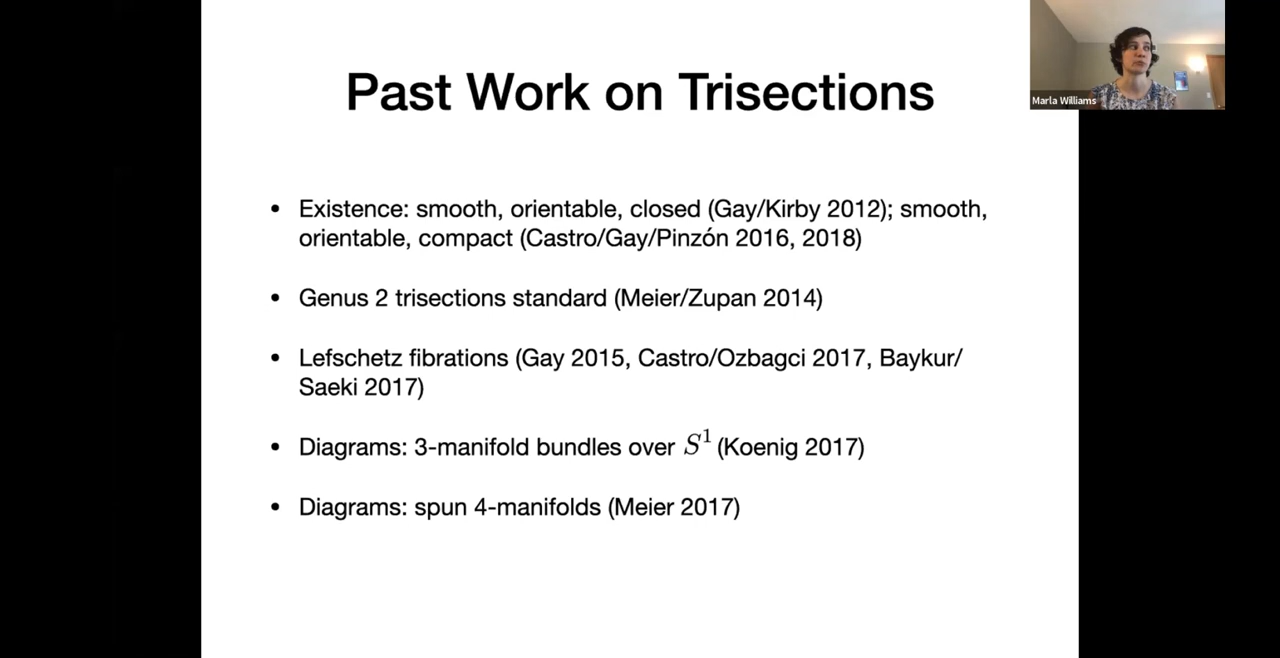 Past Work on Trisections
Marla Williams
• Existence: smooth, orientable, closed (Gay/Kirby 2012); smooth,
orientable, compact (Castro/Gay/Pinzón 2016, 2018)
• Genus 2 trisections standard (Meier/Zupan 2014)
• Lefschetz fibrations (Gay 2015, Castro/Ozbagci 2017, Baykur/
Saeki 2017)
• Diagrams: 3-manifold bundles over S¹ (Koenig 2017)
• Diagrams: spun 4-manifolds (Meier 2017)